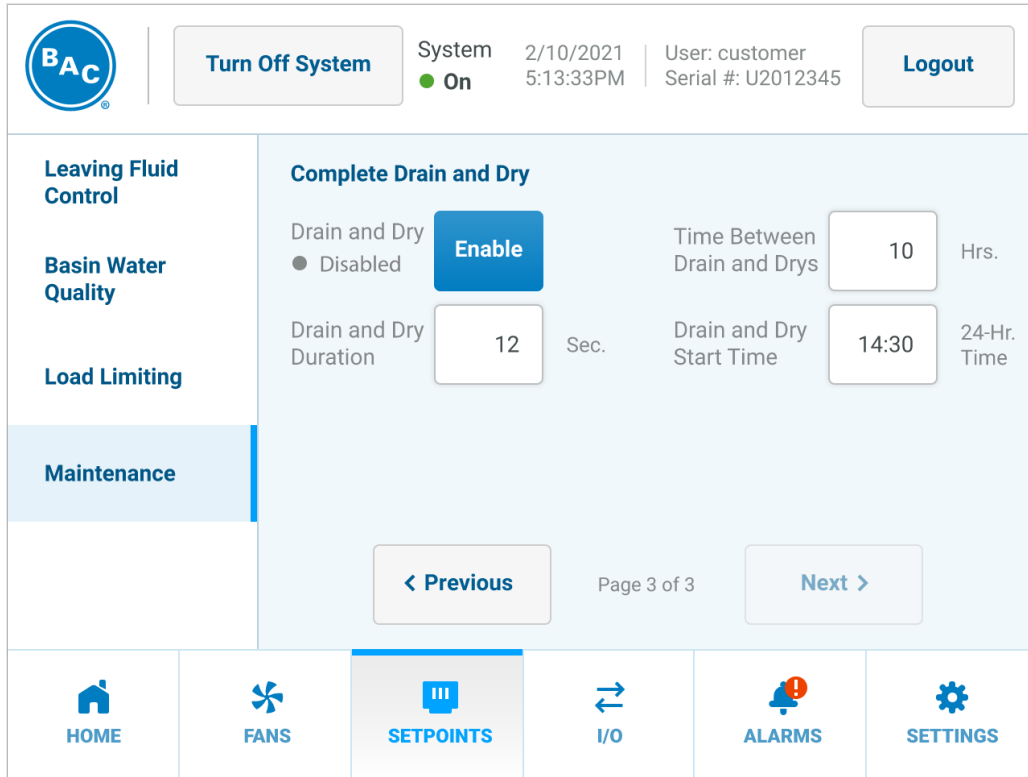 BAC
®
Turn Off System
System
On
2/10/2021
5:13:33PM
User: customer
Serial #: U2012345
Logout
Leaving Fluid
Control
Basin Water
Quality
Load Limiting
Maintenance
Complete Drain and Dry
Drain and Dry
Disabled
Enable
Time Between
Drain and Drys
10
Hrs.
Drain and Dry
Duration
12
Sec.
Drain and Dry
Start Time
14:30
24-Hr.
Time
< Previous
Page 3 of 3
Next >
HOME
FANS
SETPOINTS
I/O
ALARMS
SETTINGS